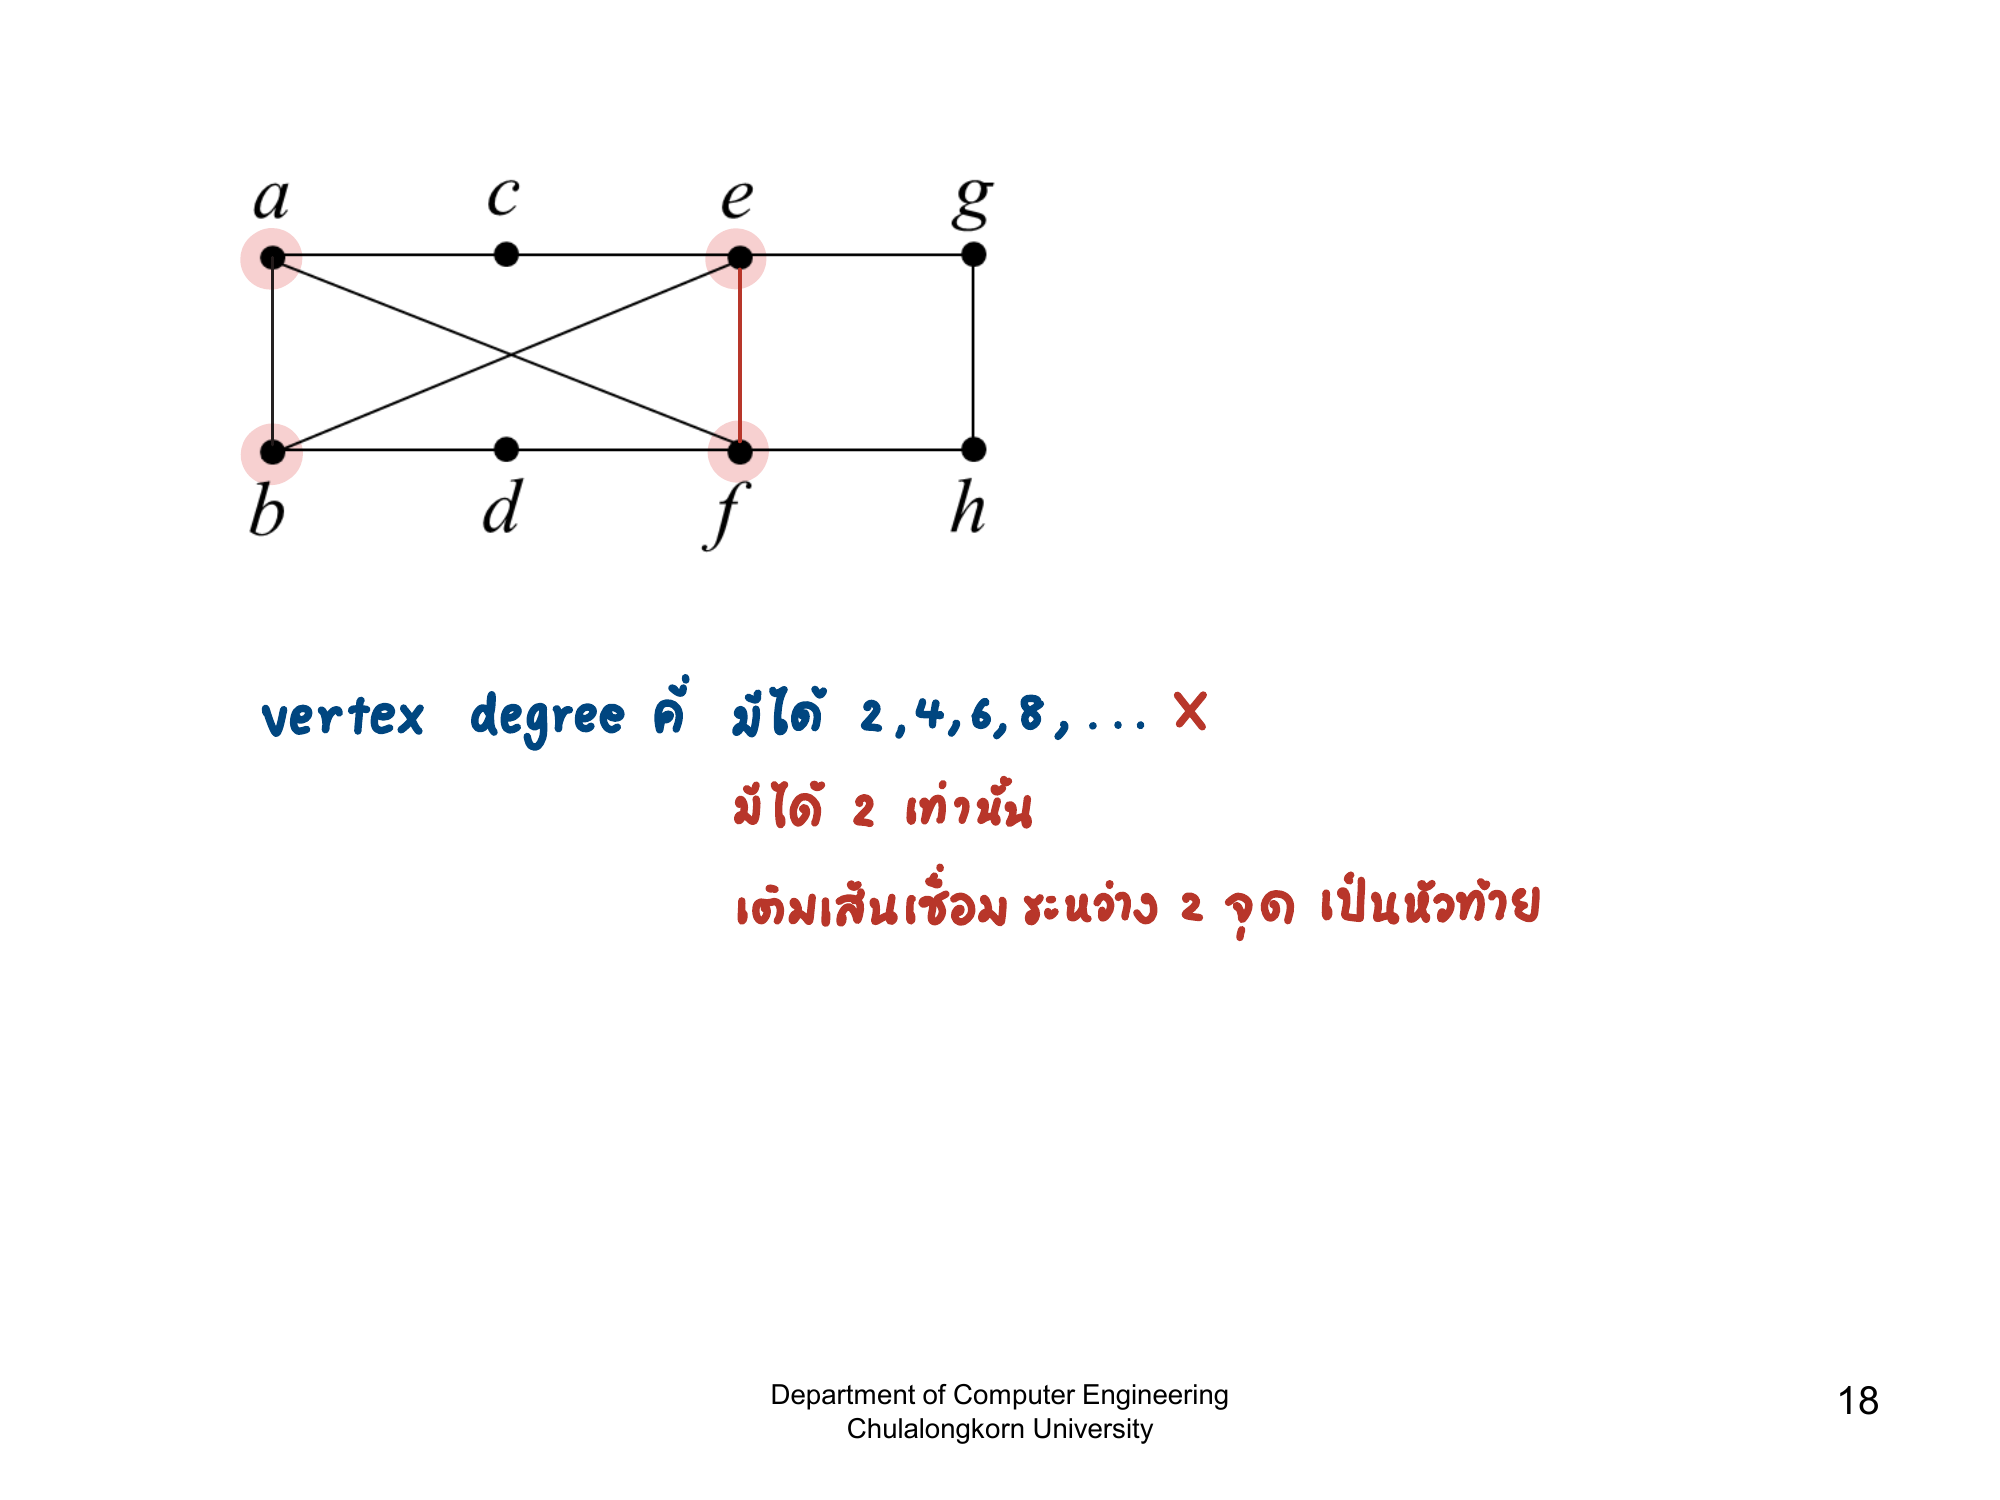 a c e g
b d f h
vertex degree คี่ มีได้ 2,4,6,8,... X
มีได้ 2 เท่านั้น
เติมเส้นเชื่อม ระหว่าง 2 จุด เป็นหัวท้าย
Department of Computer Engineering
Chulalongkorn University
18